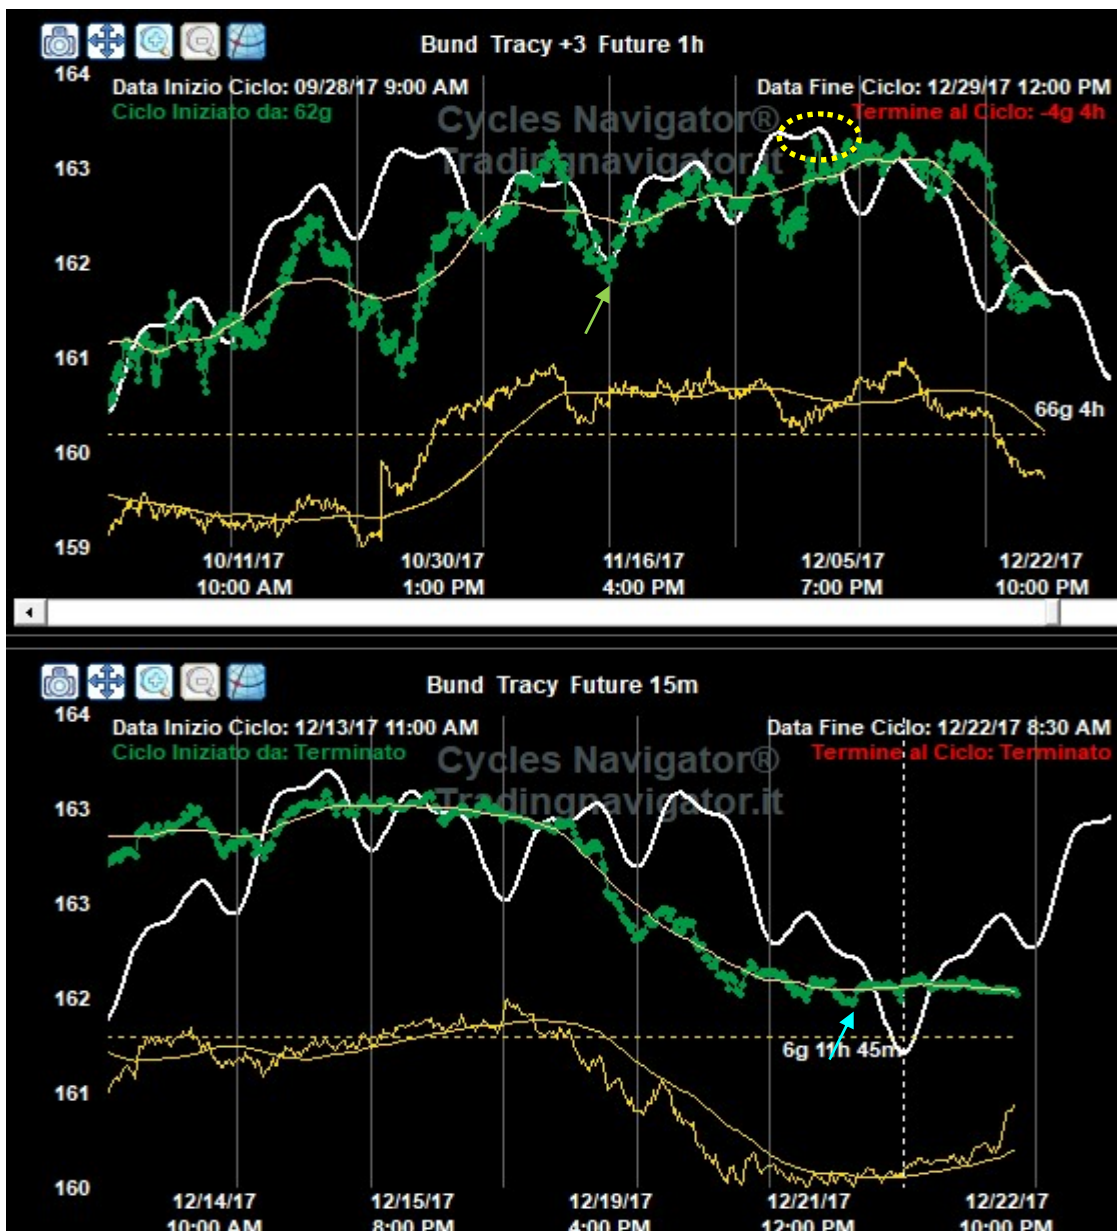 Bund Tracy +3 Future 1h
164
Data Inizio Ciclo: 09/28/17 9:00 AM
Data Fine Ciclo: 12/29/17 12:00 PM
Ciclo Iniziato da: 62g
Termine al Ciclo: -4g 4h
Cycles Navigator®
Tradingnavigator.it
163
162
161
66g 4h
160
159
10/11/17 10/30/17 11/16/17 12/05/17 12/22/17
10:00 AM 1:00 PM 4:00 PM 7:00 PM 10:00 PM
Bund Tracy Future 15m
164
Data Inizio Ciclo: 12/13/17 11:00 AM
Data Fine Ciclo: 12/22/17 8:30 AM
Ciclo Iniziato da: Terminato
Termine al Ciclo: Terminato
Cycles Navigator®
Tradingnavigator.it
163
163
162
6g 11h 45m
161
160
12/14/17 12/15/17 12/19/17 12/21/17 12/22/17
10:00 AM 8:00 PM 4:00 PM 12:00 PM 10:00 PM